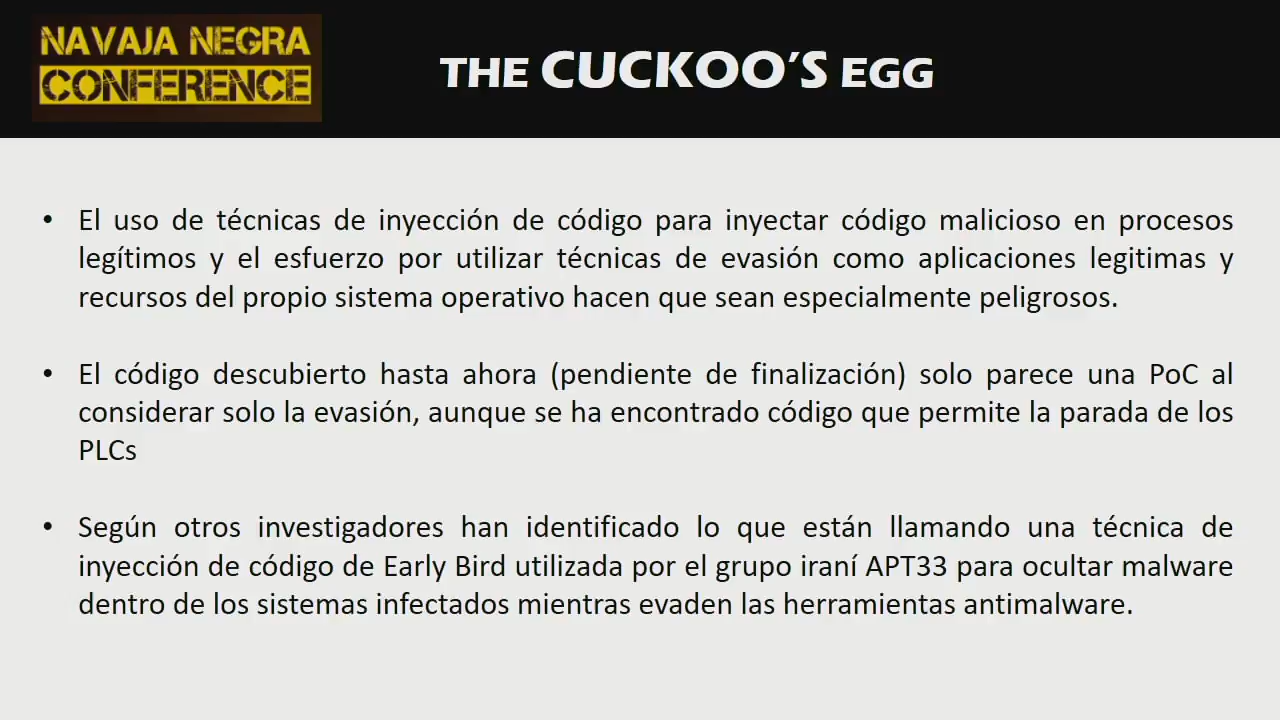 NAVAJA NEGRA
CONFERENCE
THE CUCKOO'S EGG
• El uso de técnicas de inyección de código para inyectar código malicioso en procesos
legítimos y el esfuerzo por utilizar técnicas de evasión como aplicaciones legitimas y
recursos del propio sistema operativo hacen que sean especialmente peligrosos.
• El código descubierto hasta ahora (pendiente de finalización) solo parece una PoC al
considerar solo la evasión, aunque se ha encontrado código que permite la parada de los
PLCs
• Según otros investigadores han identificado lo que están llamando una técnica de
inyección de código de Early Bird utilizada por el grupo iraní APT33 para ocultar malware
dentro de los sistemas infectados mientras evaden las herramientas antimalware.